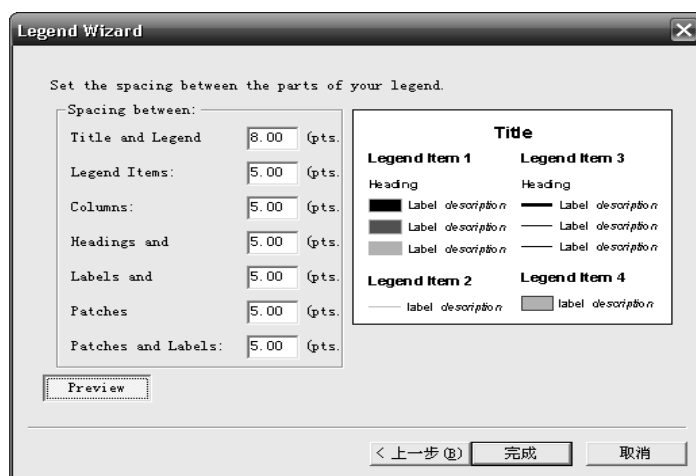 Legend Wizard
Set the spacing between the parts of your legend.
Spacing between:
Title and Legend 8.00 (pts.
Legend Items: 5.00 (pts.
Columns: 5.00 (pts.
Headings and 5.00 (pts.
Labels and 5.00 (pts.
Patches 5.00 (pts.
Patches and Labels: 5.00 (pts.
Title
Legend Item 1
Heading
Label description
Label description
Label description
Legend Item 2
label description
Legend Item 3
Heading
Label description
Label description
Label description
Legend Item 4
label description
Preview
< 上一步(B) 完成 取消